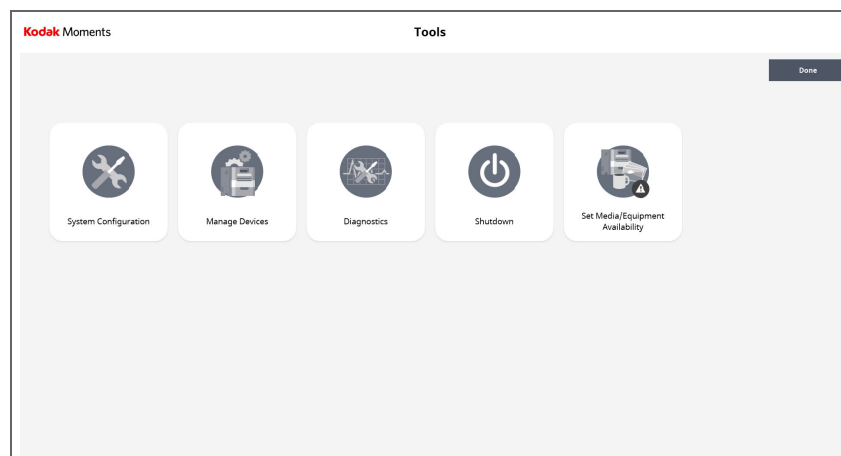 Kodak Moments
Tools
Done
System Configuration
Manage Devices
Diagnostics
Shutdown
Set Media/Equipment
Availability